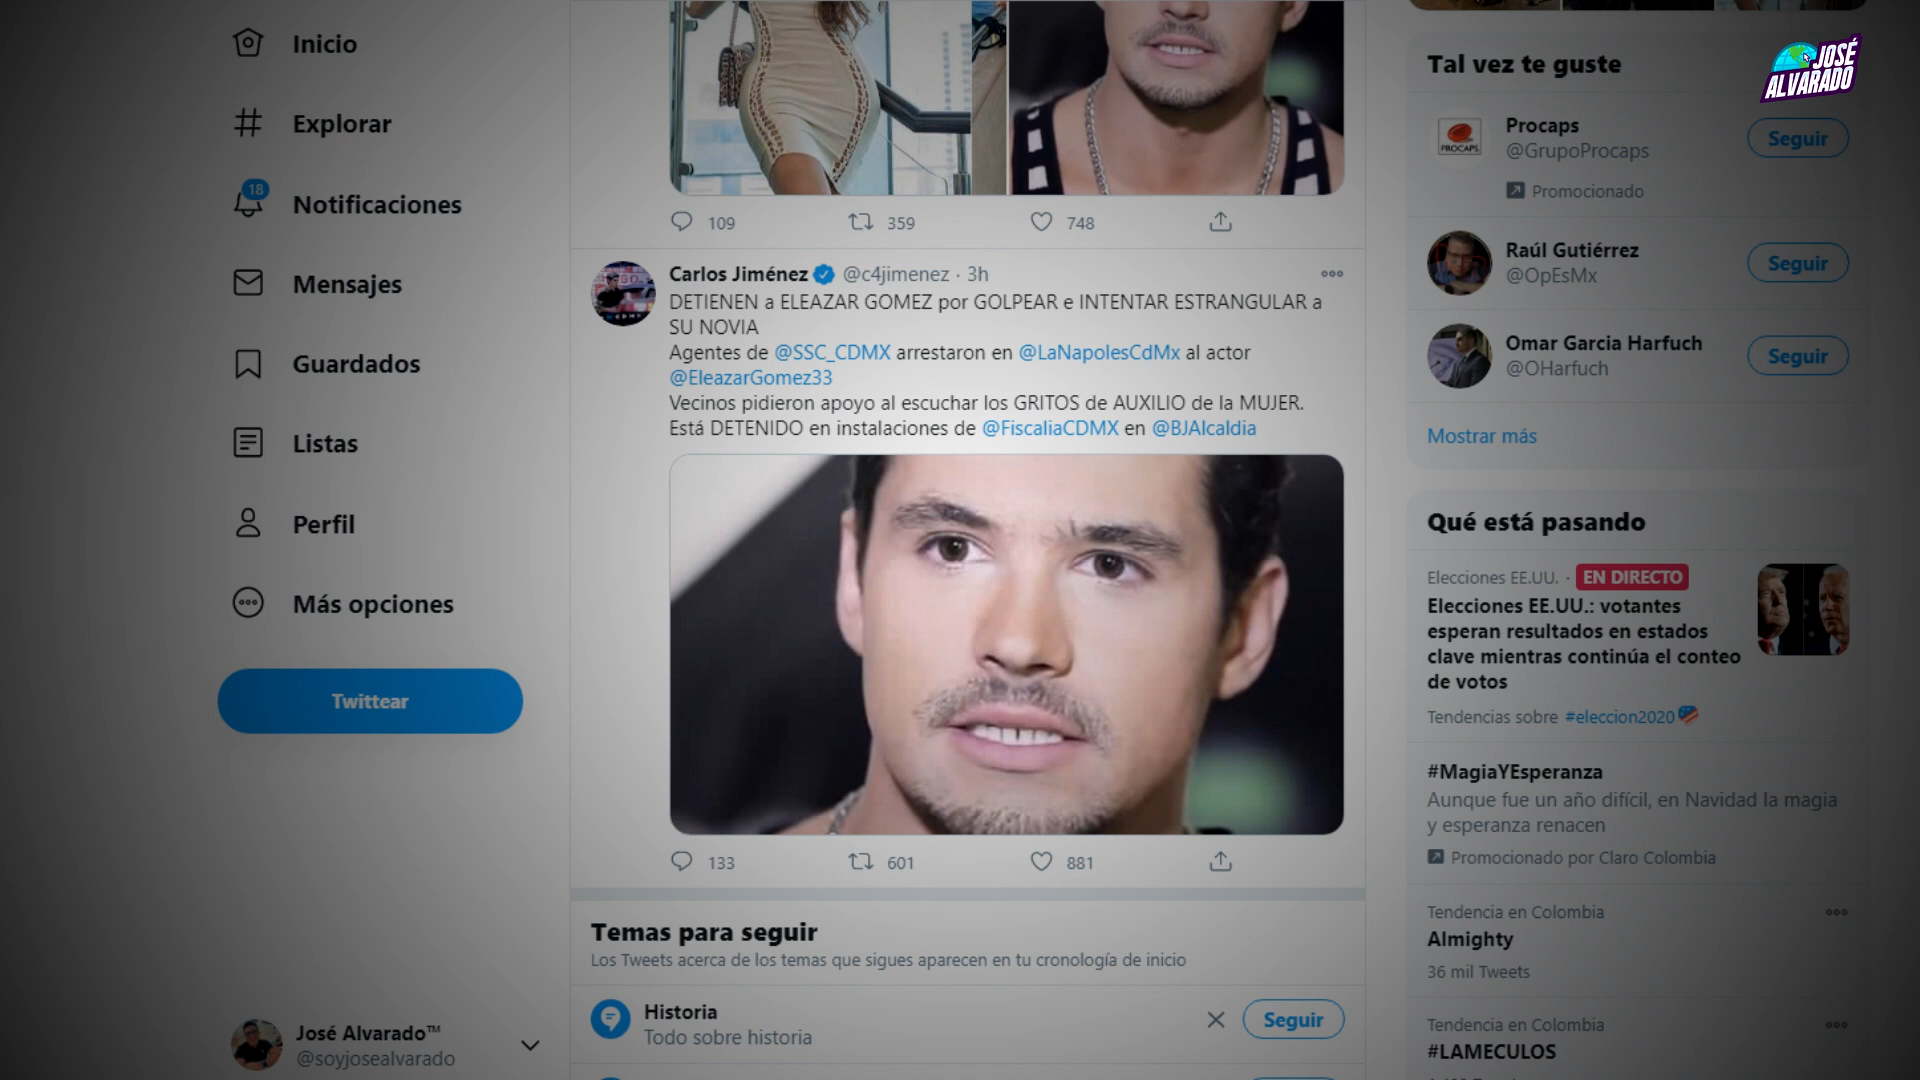 Inicio
Explorar
18
Notificaciones
Mensajes
Guardados
Listas
Perfil
Más opciones
Twittear
José Alvarado™
@soyjosealvarado
109
359
748
Carlos Jiménez @c4jimenez · 3h
DETIENEN a ELEAZAR GOMEZ por GOLPEAR e INTENTAR ESTRANGULAR a
SU NOVIA
Agentes de @SSC_CDMX arrestaron en @LaNapolesCdMx al actor
@EleazarGomez33
Vecinos pidieron apoyo al escuchar los GRITOS de AUXILIO de la MUJER.
Está DETENIDO en instalaciones de @FiscaliaCDMX en @BJAlcaldia
133
601
881
Temas para seguir
Los Tweets acerca de los temas que sigues aparecen en tu cronología de inicio
Historia
Todo sobre historia
Seguir
JOSÉ
ALVARADO
Tal vez te guste
PROCAPS
Procaps
@GrupoProcaps
Seguir
Promocionado
Raúl Gutiérrez
@OpEsMx
Seguir
Omar Garcia Harfuch
@OHarfuch
Seguir
Mostrar más
Qué está pasando
Elecciones EE.UU. · EN DIRECTO
Elecciones EE.UU.: votantes
esperan resultados en estados
clave mientras continúa el conteo
de votos
Tendencias sobre #eleccion2020
#MagiaYEsperanza
Aunque fue un año difícil, en Navidad la magia
y esperanza renacen
Promocionado por Claro Colombia
Tendencia en Colombia
Almighty
36 mil Tweets
Tendencia en Colombia
#LAMECULOS